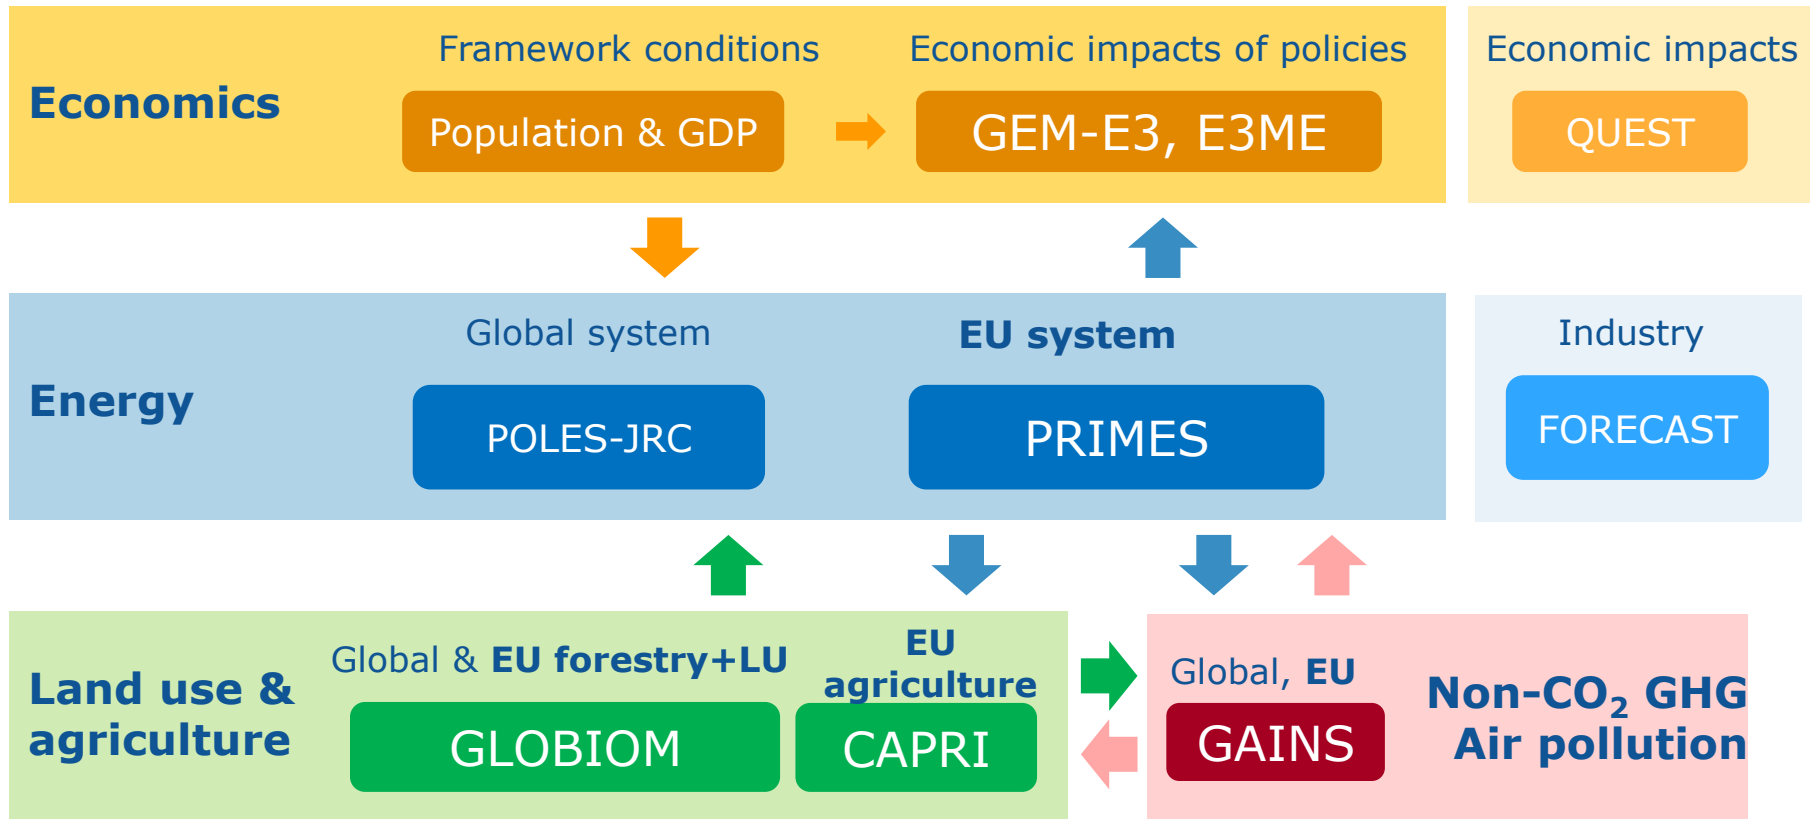 Economics
Framework conditions
Population & GDP
Economic impacts of policies
GEM-E3, E3ME
Economic impacts
QUEST
Energy
Global system
POLES-JRC
EU system
PRIMES
Industry
FORECAST
Land use &
agriculture
Global & EU forestry+LU
GLOBIOM
EU
agriculture
CAPRI
Global, EU
GAINS
Non-CO₂ GHG
Air pollution